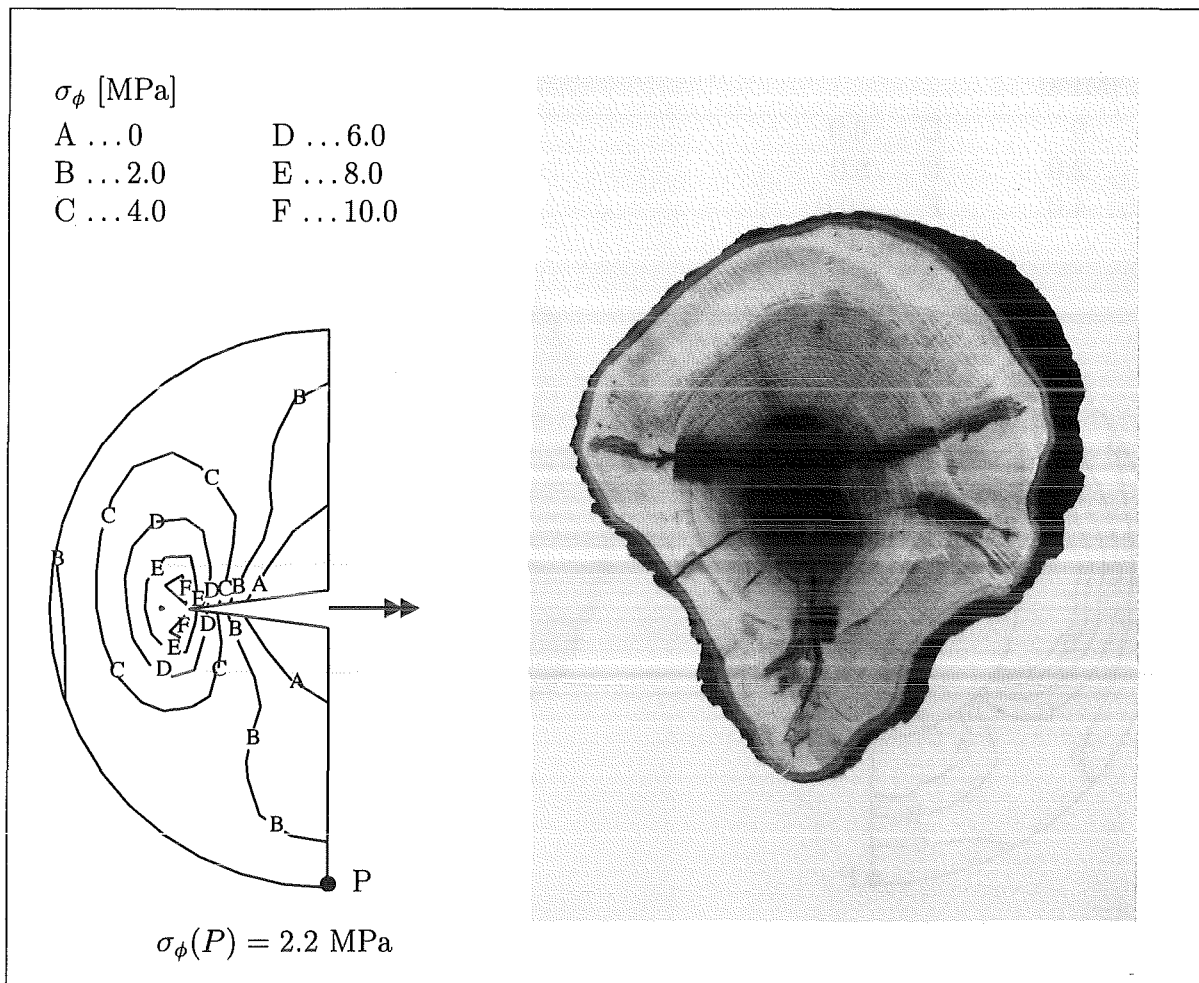 σ_φ [MPa]
A ...0 D ...6.0
B ...2.0 E ...8.0
C ...4.0 F ...10.0
B
C
C
D
B
E
F
D
C
B
A
E
F
D
B
E
C
D
C
A
B
B
P
σ_φ(P) = 2.2 MPa